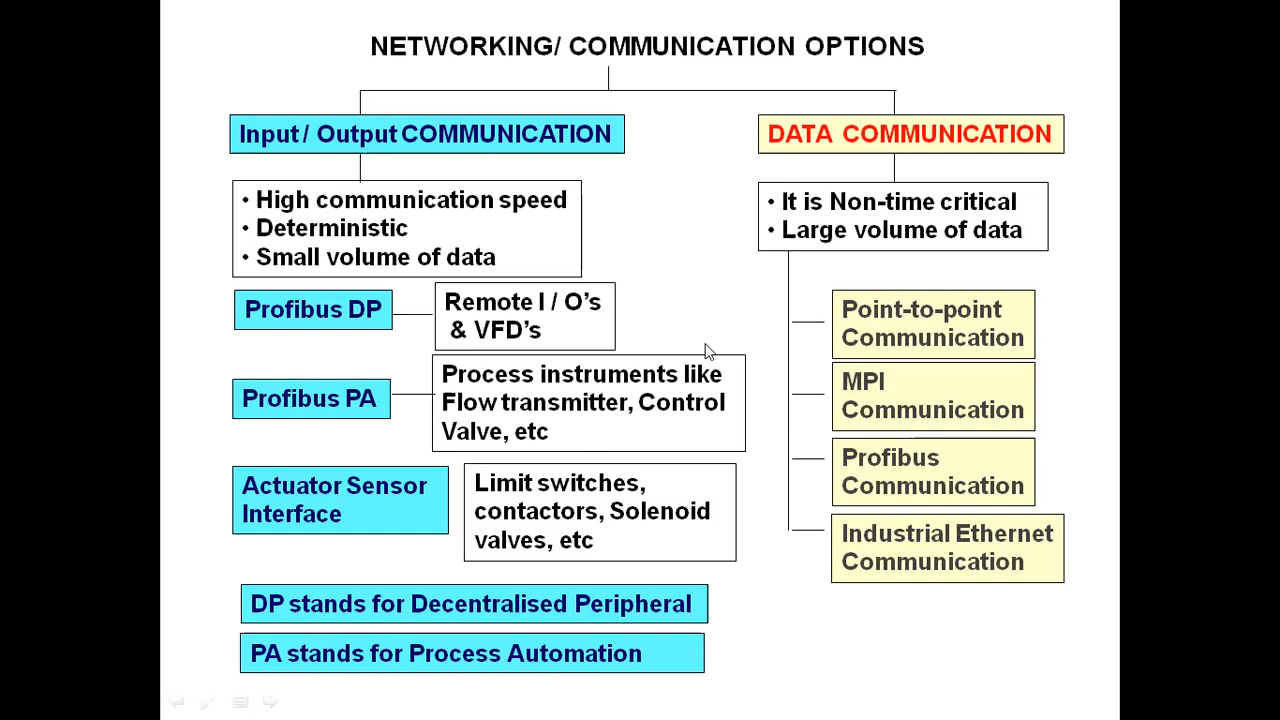 NETWORKING/ COMMUNICATION OPTIONS
Input / Output COMMUNICATION
• High communication speed
• Deterministic
• Small volume of data
Profibus DP
Remote I / O’s
& VFD’s
Profibus PA
Process instruments like
Flow transmitter, Control
Valve, etc
Actuator Sensor
Interface
Limit switches,
contactors, Solenoid
valves, etc
DP stands for Decentralised Peripheral
PA stands for Process Automation
DATA COMMUNICATION
• It is Non-time critical
• Large volume of data
Point-to-point
Communication
MPI
Communication
Profibus
Communication
Industrial Ethernet
Communication